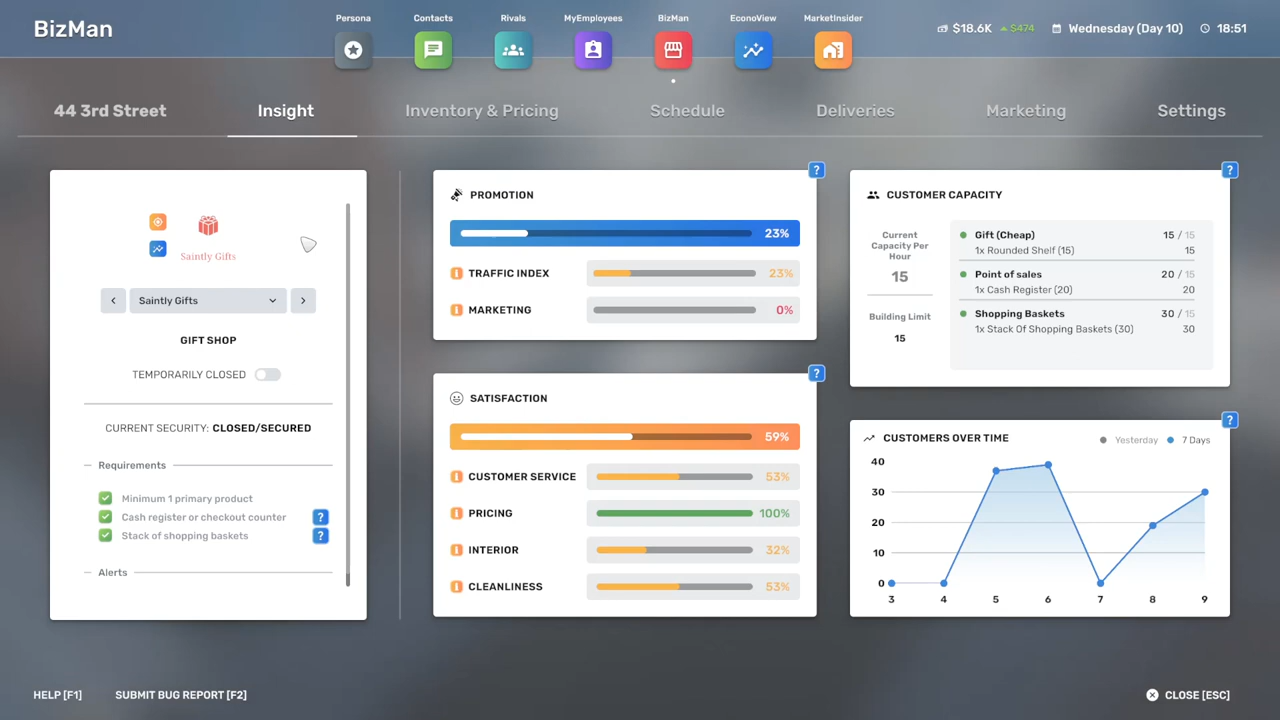 BizMan
Persona
Contacts
Rivals
MyEmployees
BizMan
EconoView
MarketInsider
$18.6K
$474
Wednesday (Day 10)
18:51
44 3rd Street
Insight
Inventory & Pricing
Schedule
Deliveries
Marketing
Settings
Saintly Gifts
Saintly Gifts
GIFT SHOP
TEMPORARILY CLOSED
CURRENT SECURITY: CLOSED/SECURED
Requirements
Minimum 1 primary product
Cash register or checkout counter ?
Stack of shopping baskets ?
Alerts
?
PROMOTION
23%
TRAFFIC INDEX 23%
MARKETING 0%
?
SATISFACTION
59%
CUSTOMER SERVICE 53%
PRICING 100%
INTERIOR 32%
CLEANLINESS 53%
?
CUSTOMER CAPACITY
Current
Capacity Per
Hour
15
Building Limit
15
Gift (Cheap) 15 / 15
1x Rounded Shelf (15) 15
Point of sales 20 / 15
1x Cash Register (20) 20
Shopping Baskets 30 / 15
1x Stack Of Shopping Baskets (30) 30
?
CUSTOMERS OVER TIME
Yesterday
7 Days
40
30
20
10
0
3 4 5 6 7 8 9
HELP [F1]
SUBMIT BUG REPORT [F2]
CLOSE [ESC]